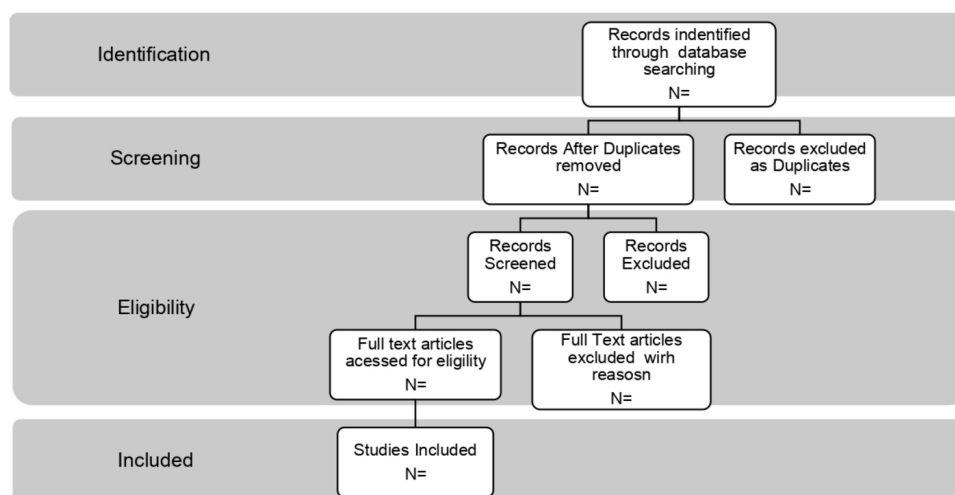 Identification
Records indentified
through database
searching
N=
Screening
Records After Duplicates
removed
N=
Records excluded
as Duplicates
N=
Eligibility
Records
Screened
N=
Records
Excluded
N=
Full text articles
acessed for eligility
N=
Full Text articles
excluded wirh
reasosn
N=
Included
Studies Included
N=